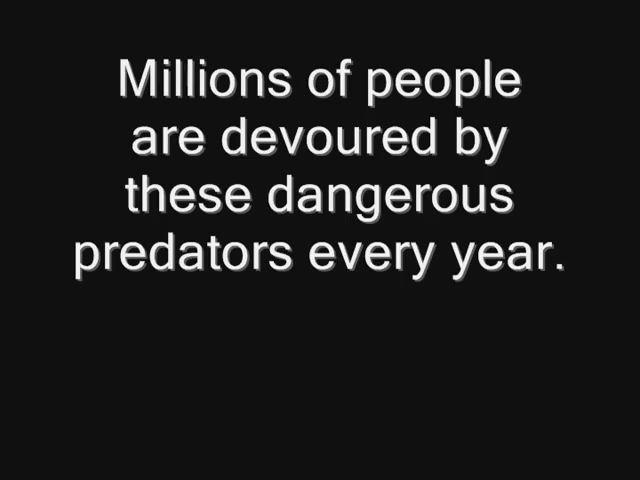 Millions of people
are devoured by
these dangerous
predators every year.